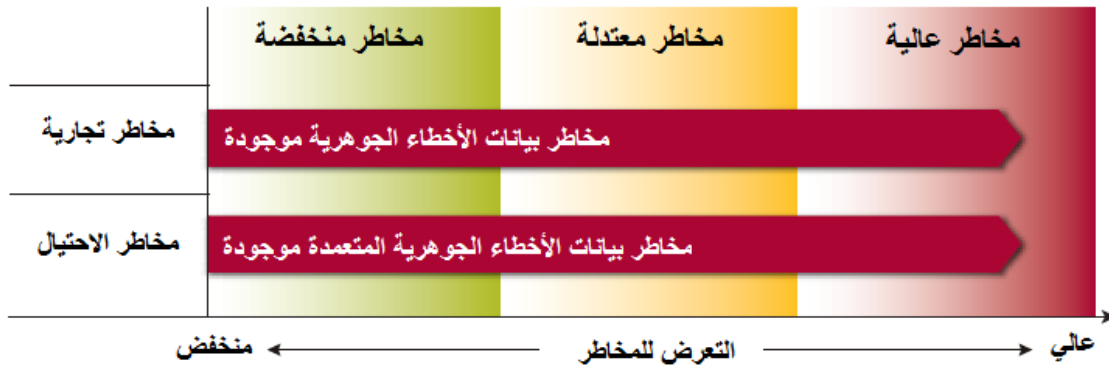 مخاطر منخفضة
مخاطر معتدلة
مخاطر عالية
مخاطر تجارية
مخاطر بيانات الأخطاء الجوهرية موجودة
مخاطر الاحتيال
مخاطر بيانات الأخطاء الجوهرية المتعمدة موجودة
منخفض
التعرض للمخاطر
عالي